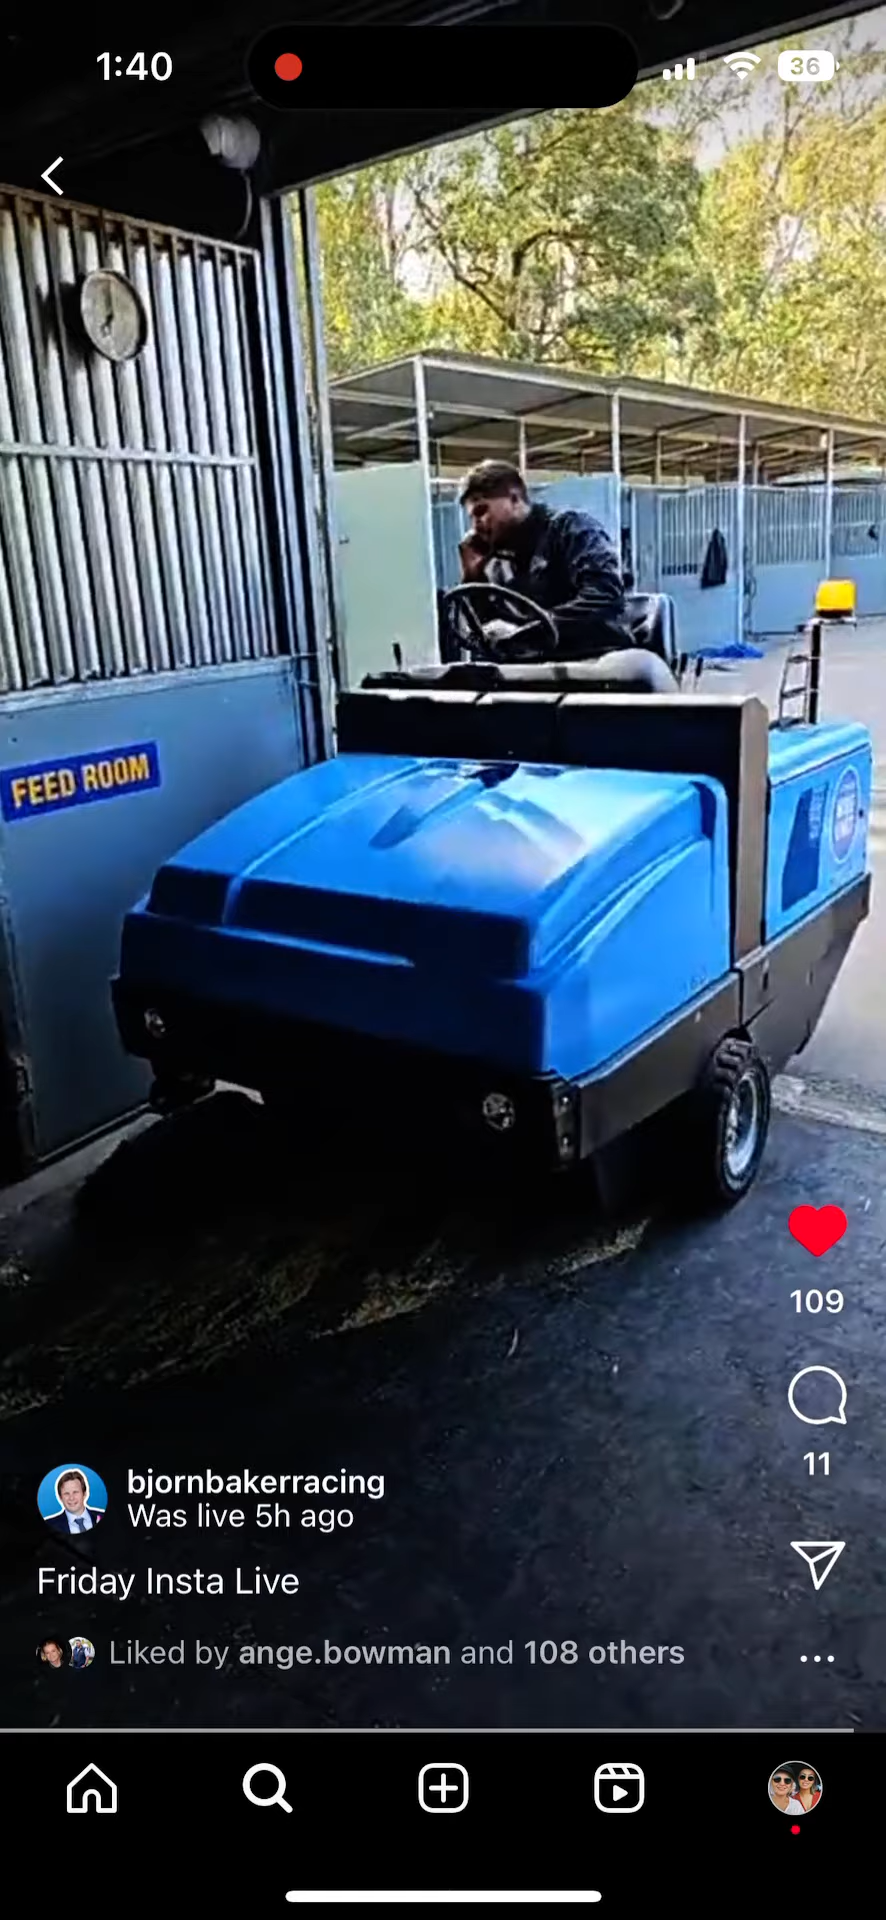 1:40
36
FEED ROOM
109
11
bjornbakerracing
Was live 5h ago
Friday Insta Live
Liked by ange.bowman and 108 others